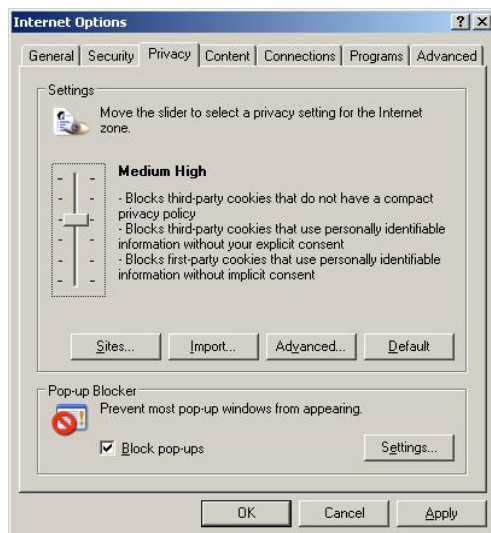 Internet Options
General Security Privacy Content Connections Programs Advanced
Settings
Move the slider to select a privacy setting for the Internet
zone.
Medium High
- Blocks third-party cookies that do not have a compact
privacy policy
- Blocks third-party cookies that use personally identifiable
information without your explicit consent
- Blocks first-party cookies that use personally identifiable
information without implicit consent
Sites... Import... Advanced... Default
Pop-up Blocker
Prevent most pop-up windows from appearing.
Block pop-ups Settings...
OK Cancel Apply